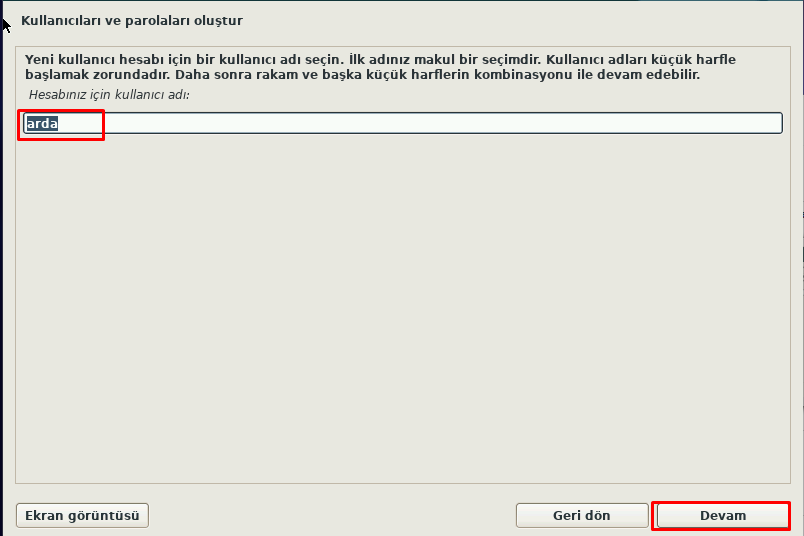 Kullanıcıları ve parolaları oluştur
Yeni kullanıcı hesabı için bir kullanıcı adı seçin. İlk adınız makul bir seçimdir. Kullanıcı adları küçük harfle
başlamak zorundadır. Daha sonra rakam ve başka küçük harflerin kombinasyonu ile devam edebilir.
Hesabınız için kullanıcı adı:
arda
Ekran görüntüsü
Geri dön
Devam